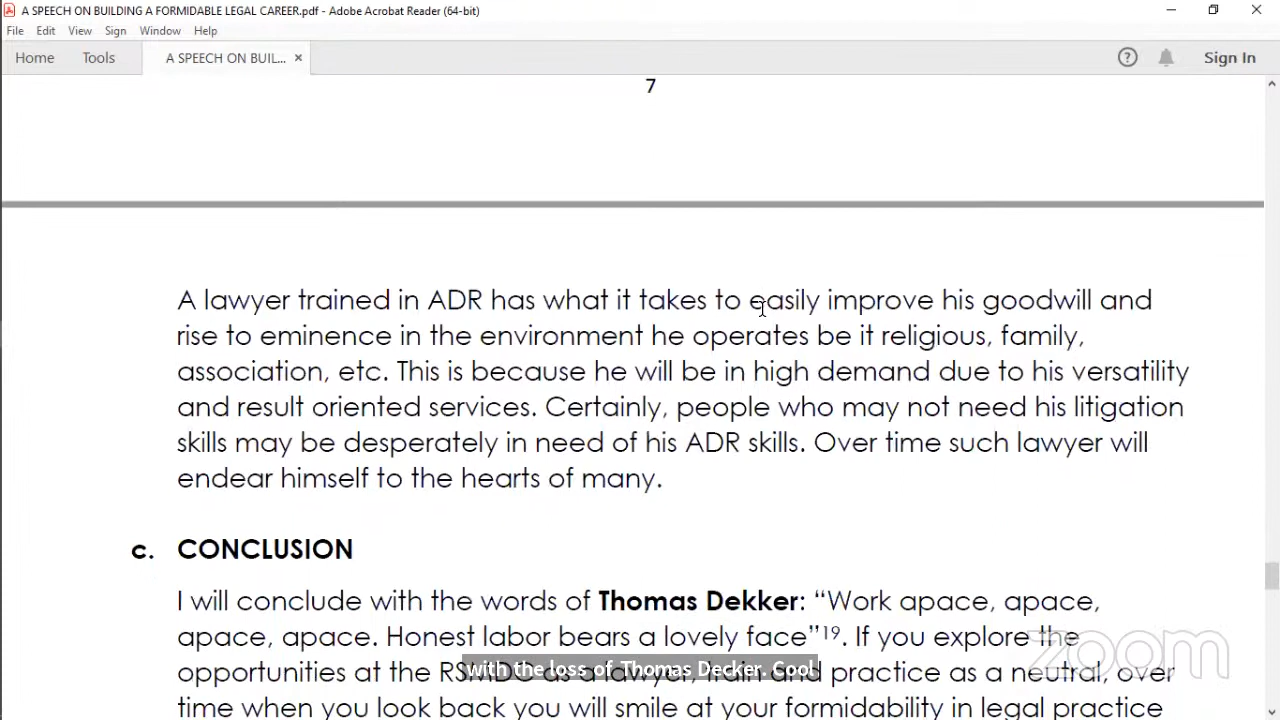 A SPEECH ON BUILDING A FORMIDABLE LEGAL CAREER.pdf - Adobe Acrobat Reader (64-bit)
File Edit View Sign Window Help
Home Tools A SPEECH ON BUIL... × ? Sign In
7
A lawyer trained in ADR has what it takes to easily improve his goodwill and
rise to eminence in the environment he operates be it religious, family,
association, etc. This is because he will be in high demand due to his versatility
and result oriented services. Certainly, people who may not need his litigation
skills may be desperately in need of his ADR skills. Over time such lawyer will
endear himself to the hearts of many.
c. CONCLUSION
I will conclude with the words of Thomas Dekker: “Work apace, apace,
apace, apace. Honest labor bears a lovely face”19. If you explore the
zoom
opportunities at the RSMDC as a lawyer, train and practice as a neutral, over
with the loss of Thomas Decker. Cool
time when you look back you will smile at your formidability in legal practice